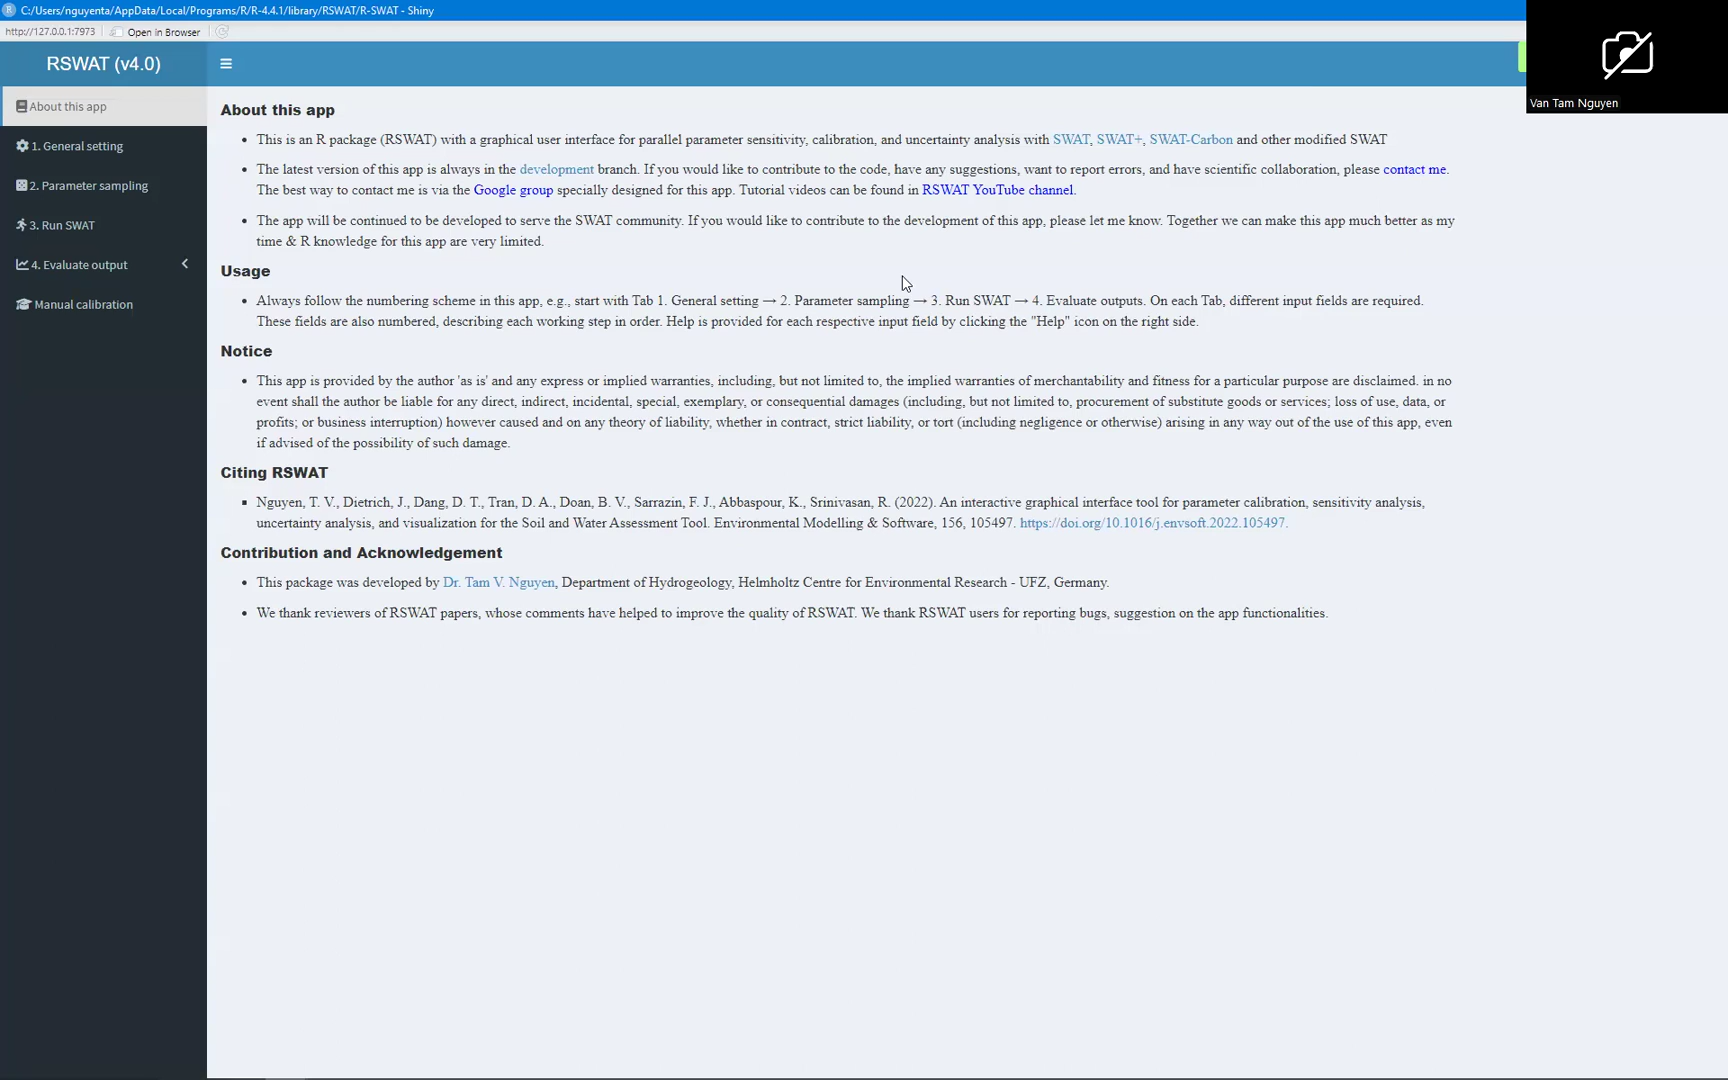 C:/Users/nguyenta/AppData/Local/Programs/R/R-4.4.1/library/RSWAT/R-SWAT - Shiny
http://127.0.0.1:7973
Open in Browser
RSWAT (v4.0)
Van Tam Nguyen
About this app
1. General setting
2. Parameter sampling
3. Run SWAT
4. Evaluate output
Manual calibration
About this app
This is an R package (RSWAT) with a graphical user interface for parallel parameter sensitivity, calibration, and uncertainty analysis with SWAT, SWAT+, SWAT-Carbon and other modified SWAT
The latest version of this app is always in the development branch. If you would like to contribute to the code, have any suggestions, want to report errors, and have scientific collaboration, please contact me.
The best way to contact me is via the Google group specially designed for this app. Tutorial videos can be found in RSWAT YouTube channel.
The app will be continued to be developed to serve the SWAT community. If you would like to contribute to the development of this app, please let me know. Together we can make this app much better as my
time & R knowledge for this app are very limited.
Usage
Always follow the numbering scheme in this app, e.g., start with Tab 1. General setting → 2. Parameter sampling → 3. Run SWAT → 4. Evaluate outputs. On each Tab, different input fields are required.
These fields are also numbered, describing each working step in order. Help is provided for each respective input field by clicking the "Help" icon on the right side.
Notice
This app is provided by the author 'as is' and any express or implied warranties, including, but not limited to, the implied warranties of merchantability and fitness for a particular purpose are disclaimed. in no
event shall the author be liable for any direct, indirect, incidental, special, exemplary, or consequential damages (including, but not limited to, procurement of substitute goods or services; loss of use, data, or
profits; or business interruption) however caused and on any theory of liability, whether in contract, strict liability, or tort (including negligence or otherwise) arising in any way out of the use of this app, even
if advised of the possibility of such damage.
Citing RSWAT
Nguyen, T. V., Dietrich, J., Dang, D. T., Tran, D. A., Doan, B. V., Sarrazin, F. J., Abbaspour, K., Srinivasan, R. (2022). An interactive graphical interface tool for parameter calibration, sensitivity analysis,
uncertainty analysis, and visualization for the Soil and Water Assessment Tool. Environmental Modelling & Software, 156, 105497. https://doi.org/10.1016/j.envsoft.2022.105497.
Contribution and Acknowledgement
This package was developed by Dr. Tam V. Nguyen, Department of Hydrogeology, Helmholtz Centre for Environmental Research - UFZ, Germany.
We thank reviewers of RSWAT papers, whose comments have helped to improve the quality of RSWAT. We thank RSWAT users for reporting bugs, suggestion on the app functionalities.